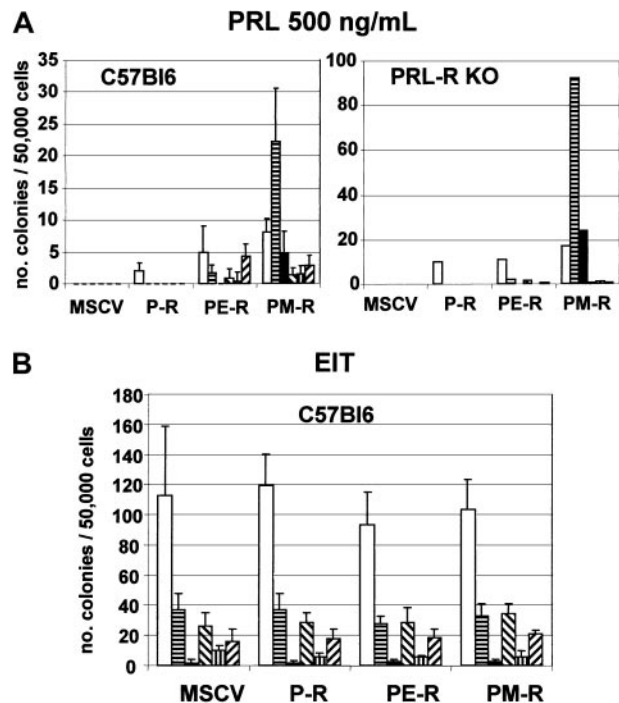 A
PRL 500 ng/mL
C57Bl6
PRL-R KO
no. colonies / 50,000 cells
35
30
25
20
15
10
5
0
MSCV P-R PE-R PM-R
100
80
60
40
20
0
MSCV P-R PE-R PM-R
B
EIT
C57Bl6
no. colonies / 50,000 cells
180
160
140
120
100
80
60
40
20
0
MSCV P-R PE-R PM-R